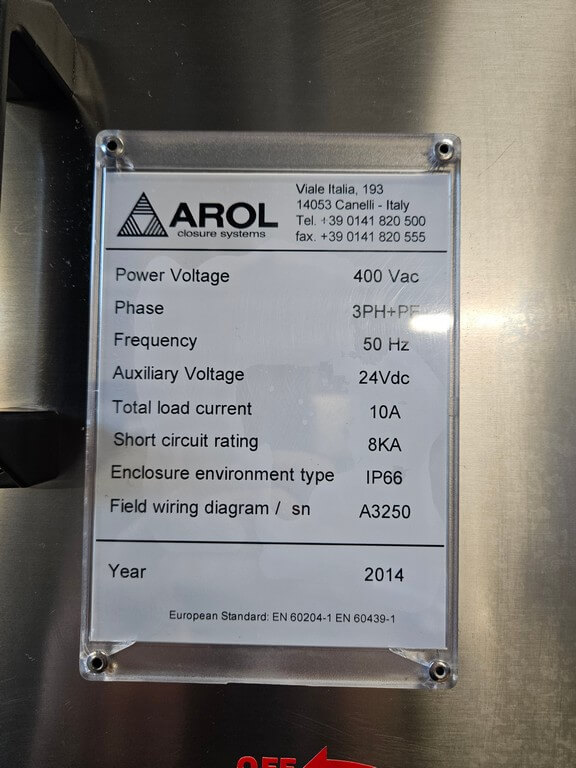 AROL
closure systems
Viale Italia, 193
14053 Canelli - Italy
Tel. +39 0141 820 500
fax. +39 0141 820 555
Power Voltage 400 Vac
Phase 3PH+PE
Frequency 50 Hz
Auxiliary Voltage 24Vdc
Total load current 10A
Short circuit rating 8KA
Enclosure environment type IP66
Field wiring diagram / sn A3250
Year 2014
European Standard: EN 60204-1 EN 60439-1
OFF